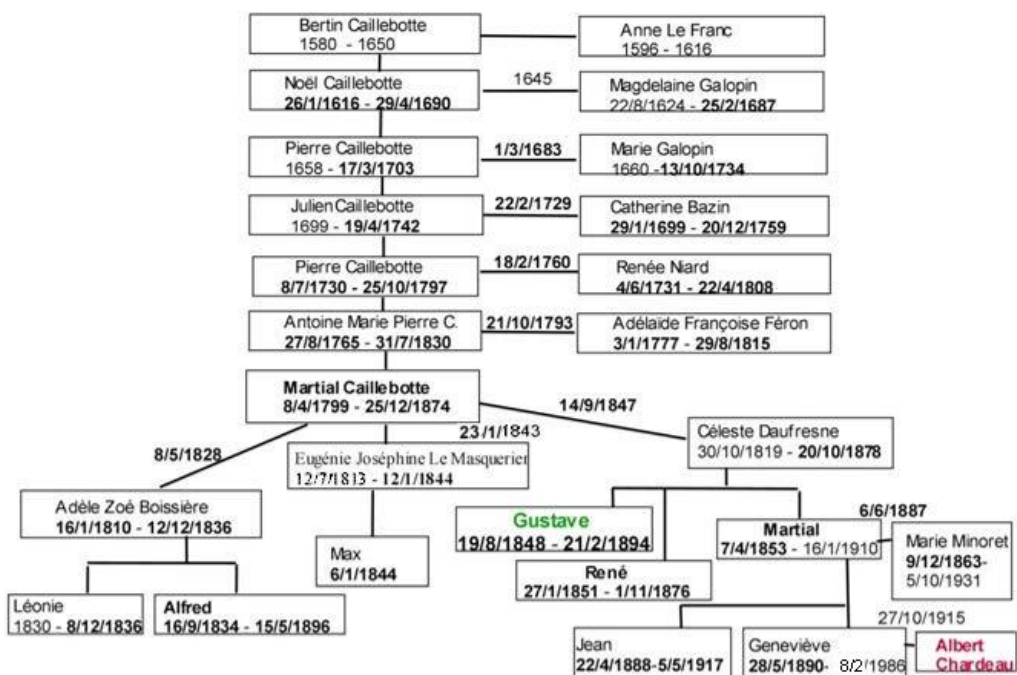 Bertin Caillebotte
1580 - 1650
Anne Le Franc
1596 - 1616
Noël Caillebotte
26/1/1616 - 29/4/1690
1645
Magdelaine Galopin
22/8/1624 - 25/2/1687
Pierre Caillebotte
1658 - 17/3/1703
1/3/1683
Marie Galopin
1660 -13/10/1734
Julien Caillebotte
1699 - 19/4/1742
22/2/1729
Catherine Bazin
29/1/1699 - 20/12/1759
Pierre Caillebotte
8/7/1730 - 25/10/1797
18/2/1760
Renée Niard
4/6/1731 - 22/4/1808
Antoine Marie Pierre C.
27/8/1765 - 31/7/1830
21/10/1793
Adélaïde Françoise Féron
3/1/1777 - 29/8/1815
Martial Caillebotte
8/4/1799 - 25/12/1874
14/9/1847
Céleste Daufresne
30/10/1819 - 20/10/1878
8/5/1828
23/1/1843
Eugénie Joséphine Le Masquerier
12/7/1813 - 12/1/1844
Adèle Zoé Boissière
16/1/1810 - 12/12/1836
Max
6/1/1844
Gustave
19/8/1848 - 21/2/1894
Martial
7/4/1853 - 16/1/1910
6/6/1887
Marie Minoret
9/12/1863-
5/10/1931
René
27/1/1851 - 1/11/1876
Léonie
1830 - 8/12/1836
Alfred
16/9/1834 - 15/5/1896
Jean
22/4/1888-5/5/1917
Geneviève
28/5/1890- 8/2/1986
27/10/1915
Albert
Chardeau